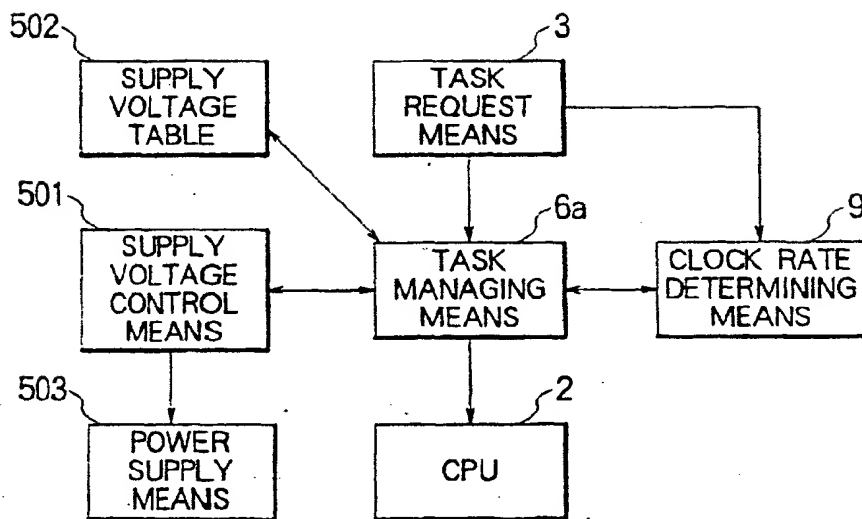 502
SUPPLY
VOLTAGE
TABLE
3
TASK
REQUEST
MEANS
501
SUPPLY
VOLTAGE
CONTROL
MEANS
6a
TASK
MANAGING
MEANS
9
CLOCK RATE
DETERMINING
MEANS
503
POWER
SUPPLY
MEANS
2
CPU